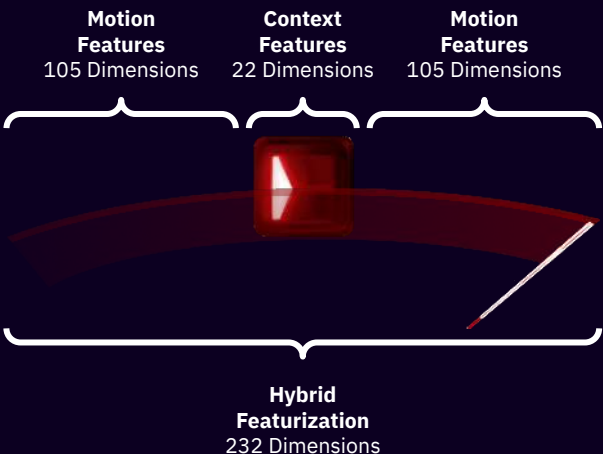 Motion
Features
105 Dimensions
Context
Features
22 Dimensions
Motion
Features
105 Dimensions
Hybrid
Featurization
232 Dimensions